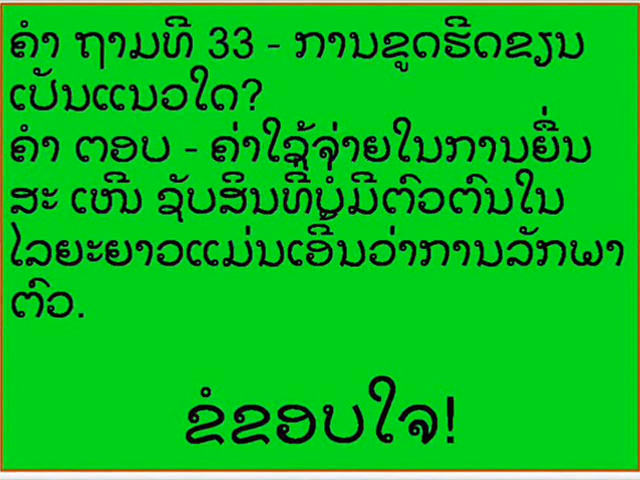 ຄຳ ຖາມທີ 33 - ການຂູດຮີດຂຽນ
ເປັນແນວໃດ?
ຄຳ ຕອບ - ຄ່າໃຊ້ຈ່າຍໃນການຍື່ນ
ສະ ເໜີ ຊັບສິນທີ່ບໍ່ມີຕົວຕົນໃນ
ໄລຍະຍາວແມ່ນເອີ້ນວ່າການລັກພາ
ຕົວ.
ຂໍຂອບໃຈ!